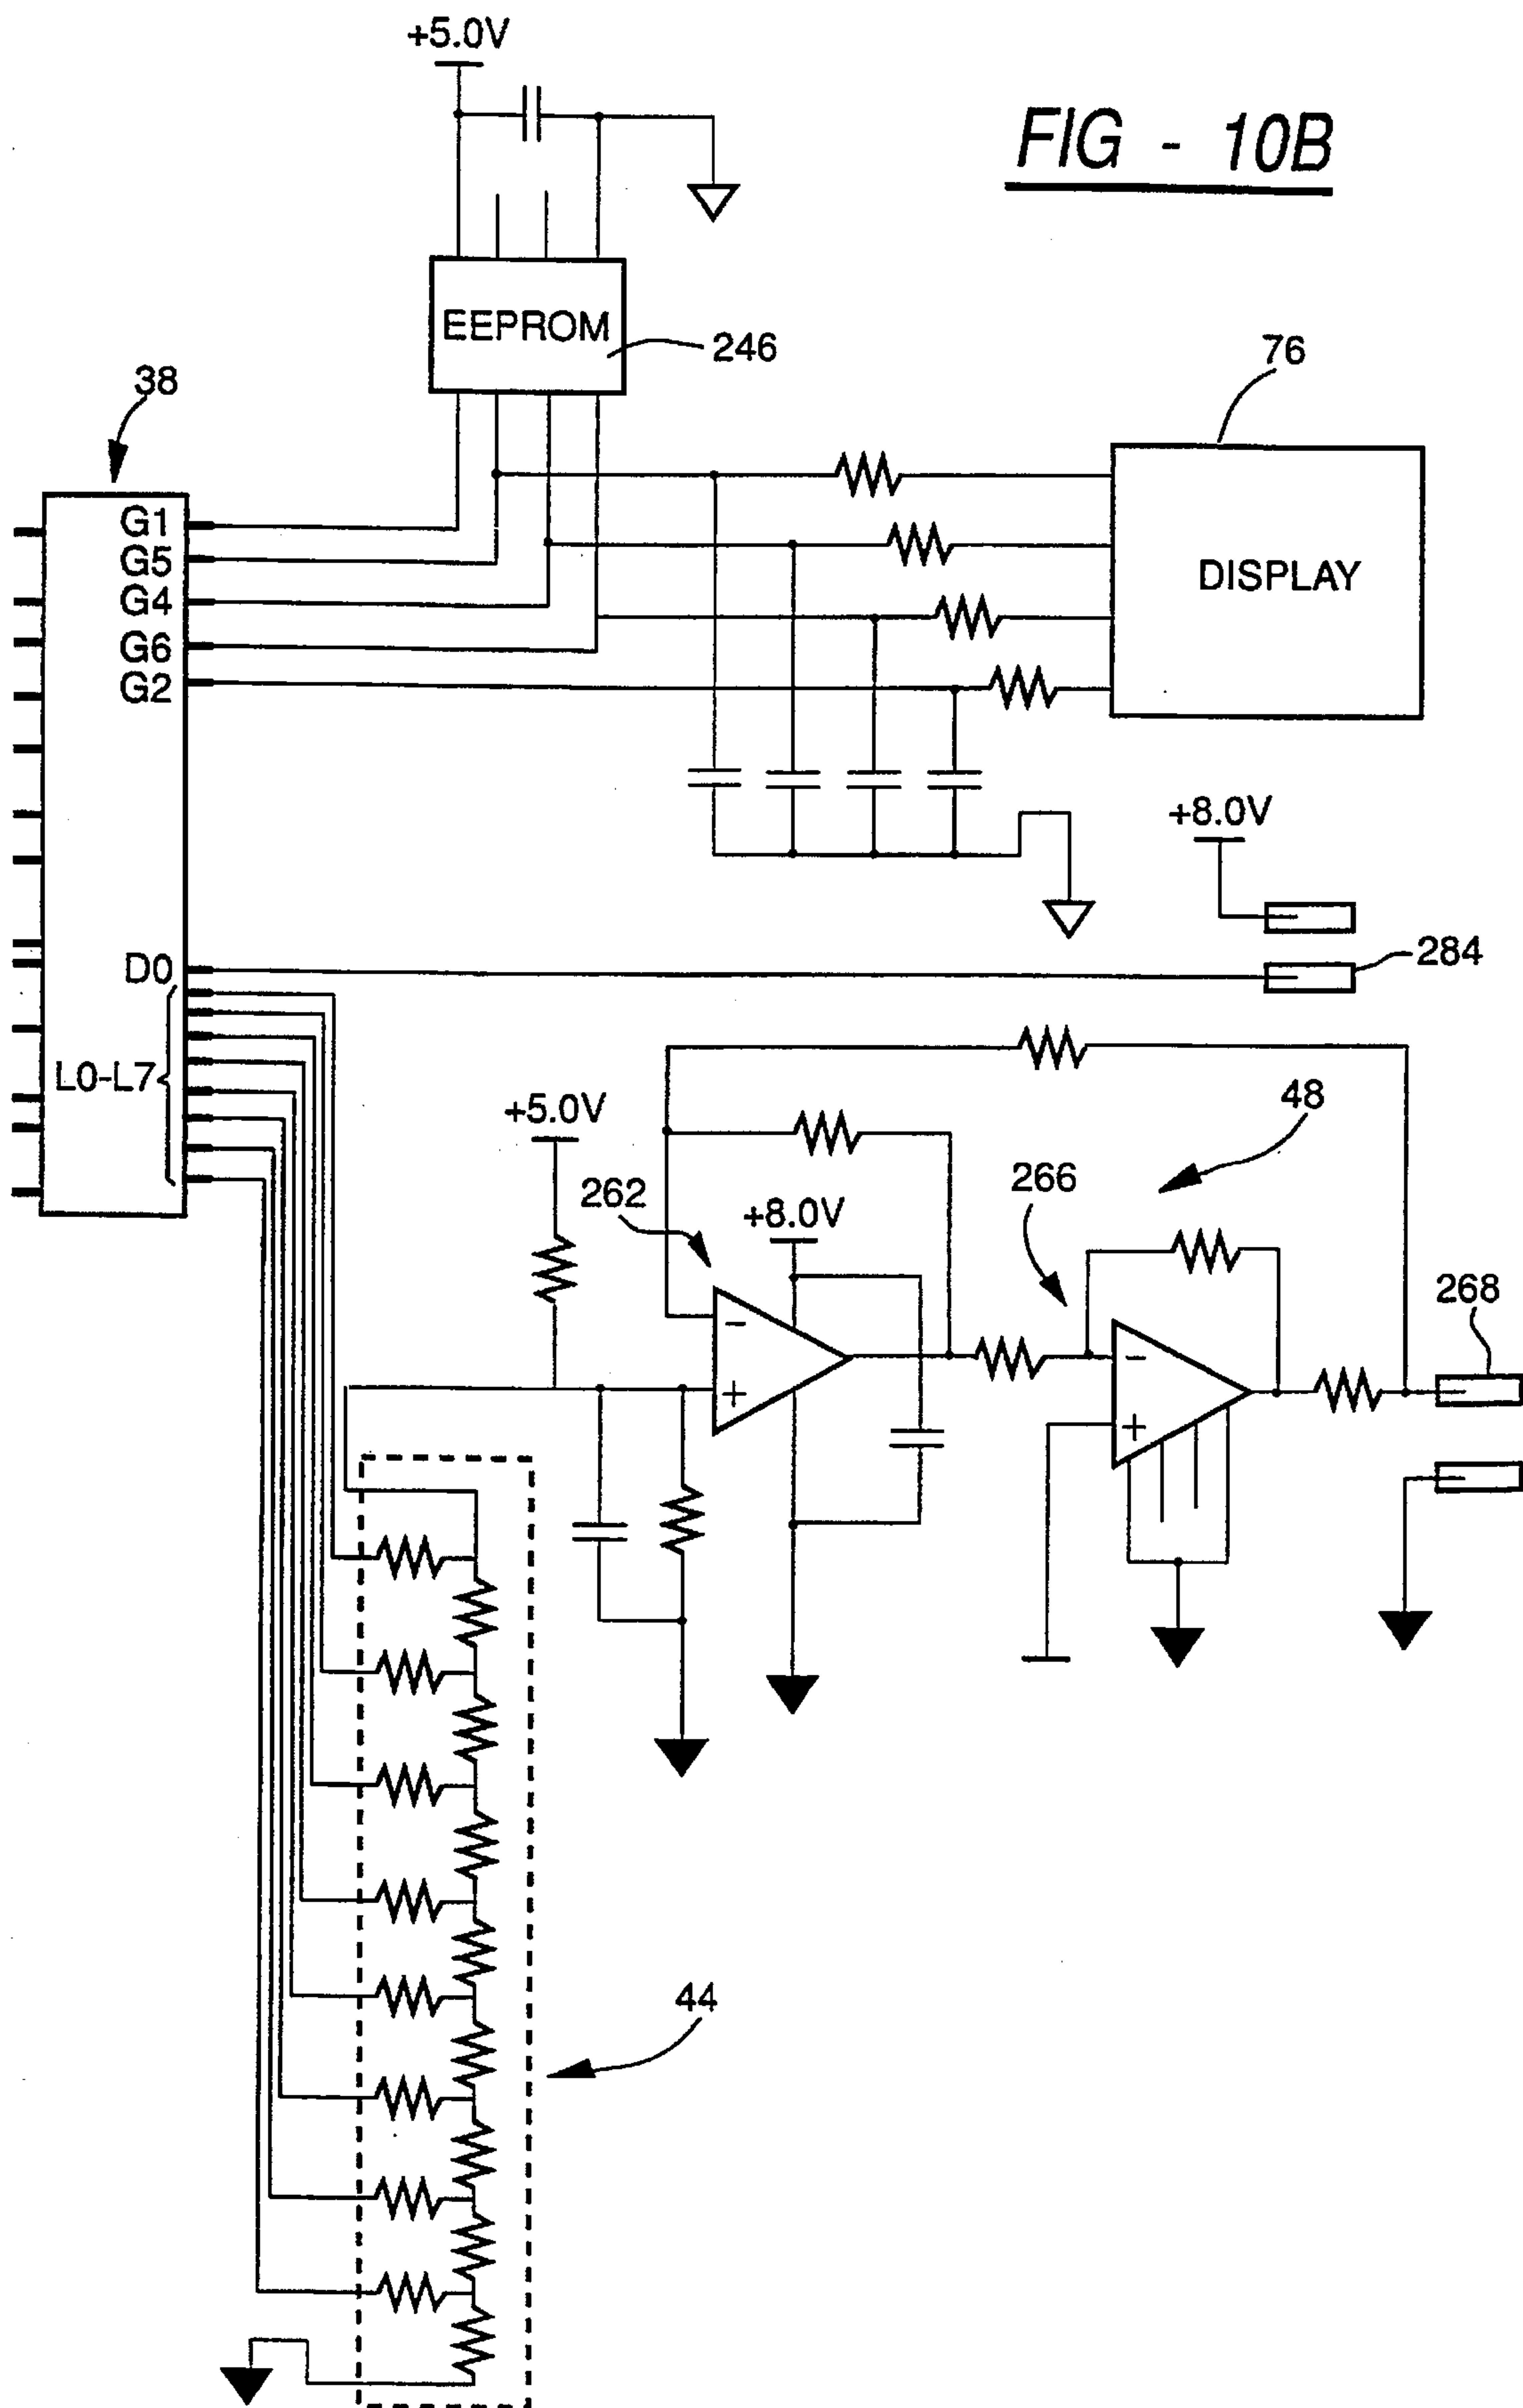 +5.0V
FIG - 10B
EEPROM
246
76
38
G1
G5
G4
G6
G2
DISPLAY
+8.0V
D0
284
L0-L7
+5.0V
48
262
+8.0V
266
268
-
+
-
+
44